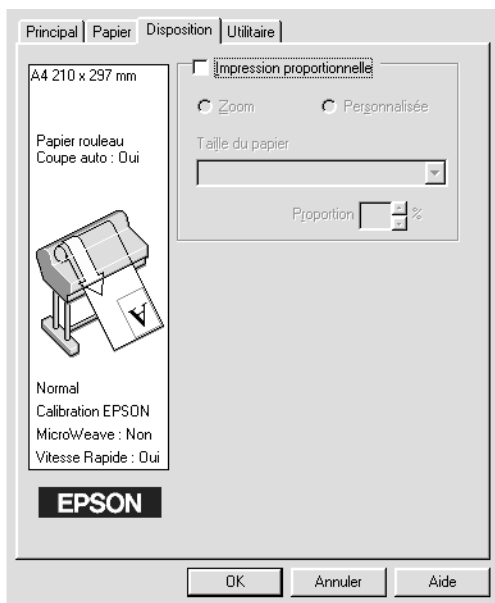 Principal Papier Disposition Utilitaire
A4 210 x 297 mm
Papier rouleau
Coupe auto : Oui
A
Normal
Calibration EPSON
MicroWeave : Non
Vitesse Rapide : Oui
EPSON
Impression proportionnelle
Zoom Personnalisée
Taille du papier
Proportion %
OK Annuler Aide